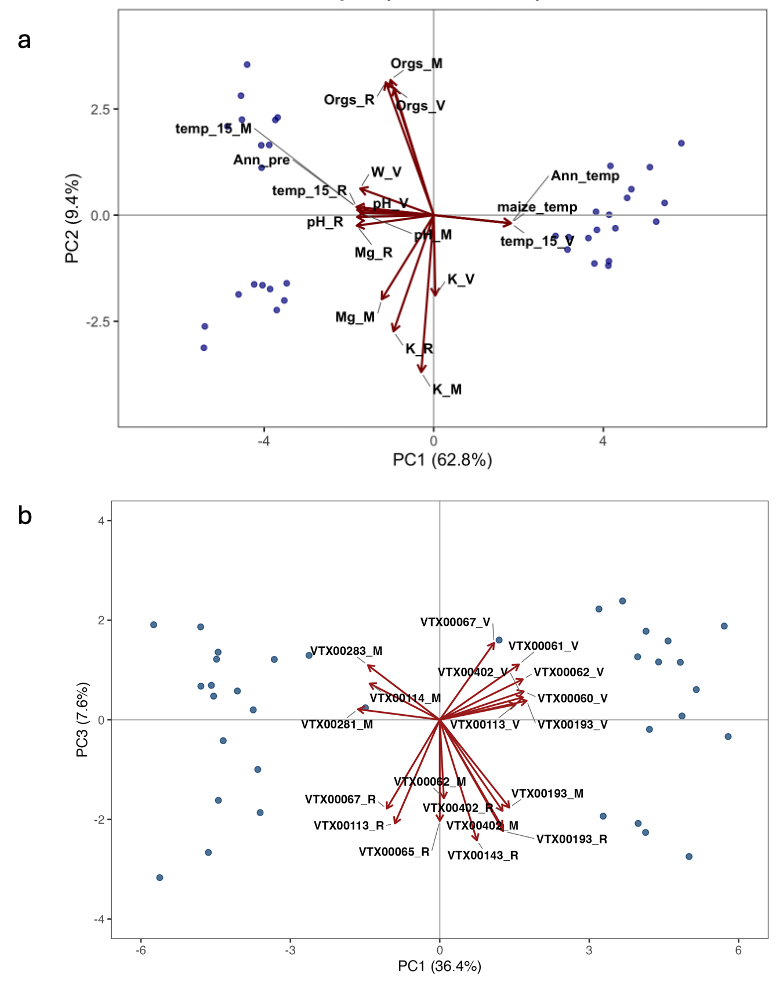 a
Orgs_M
Orgs_R
Orgs_V
2.5
temp_15_M
Ann_pre
W_V
Ann_temp
temp_15_R
pH_V
maize_temp
0.0
pH_R
pH_M
temp_15_V
Mg_R
K_V
Mg_M
-2.5
K_R
K_M
PC2 (9.4%)
-4
0
4
PC1 (62.8%)
b
4
2
VTX00067_V
VTX00283_M
VTX00061_V
VTX00402_V
VTX00062_V
VTX00114_M
VTX00060_V
VTX00281_M
VTX00113_V
VTX00193_V
0
PC3 (7.6%)
VTX00062_M
VTX00193_M
VTX00067_R
VTX00402_R
VTX00113_R
VTX00402_M
-2
VTX00193_R
VTX00065_R
VTX00143_R
-4
-6
-3
0
3
6
PC1 (36.4%)